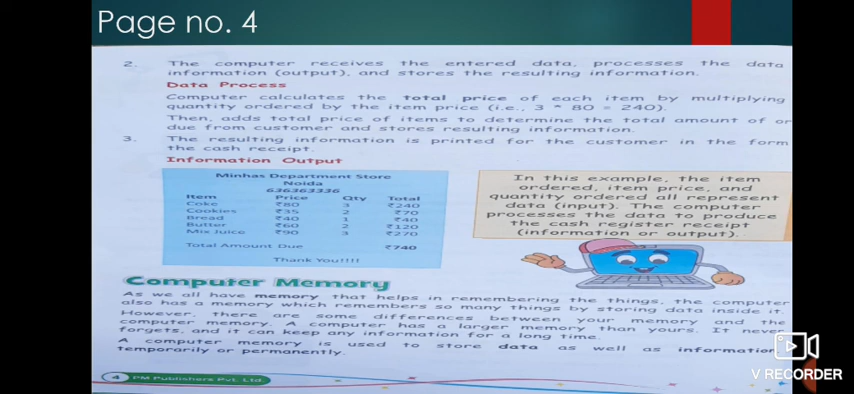 Page no. 4
2. The computer receives the entered data, processes the data
information (output), and stores the resulting information.
Data Process
Computer calculates the total price of each item by multiplying
quantity ordered by the item price (i.e., 3 * 80 = 240).
Then, adds total price of items to determine the total amount of or
due from customer and stores resulting information.
3. The resulting information is printed for the customer in the form
the cash receipt.
Information Output
Minhas Department Store
Noida
636363336
Item Price Qty Total
Coke ₹80 3 ₹240
Cookies ₹35 2 ₹70
Bread ₹40 1 ₹40
Butter ₹60 2 ₹120
Mix Juice ₹90 3 ₹270
Total Amount Due ₹740
Thank You!!!!
In this example, the item
ordered, item price, and
quantity ordered all represent
data (input). The computer
processes the data to produce
the cash register receipt
(information or output).
Computer Memory
As we all have memory that helps in remembering the things, the computer
also has a memory which remembers so many things by storing data inside it.
However, there are some differences between your memory and the
computer memory. A computer has a larger memory than yours. It never
forgets, and it can keep any information for a long time.
A computer memory is used to store data as well as information
temporarily or permanently.
4 PM Publishers Pvt. Ltd.
V RECORDER